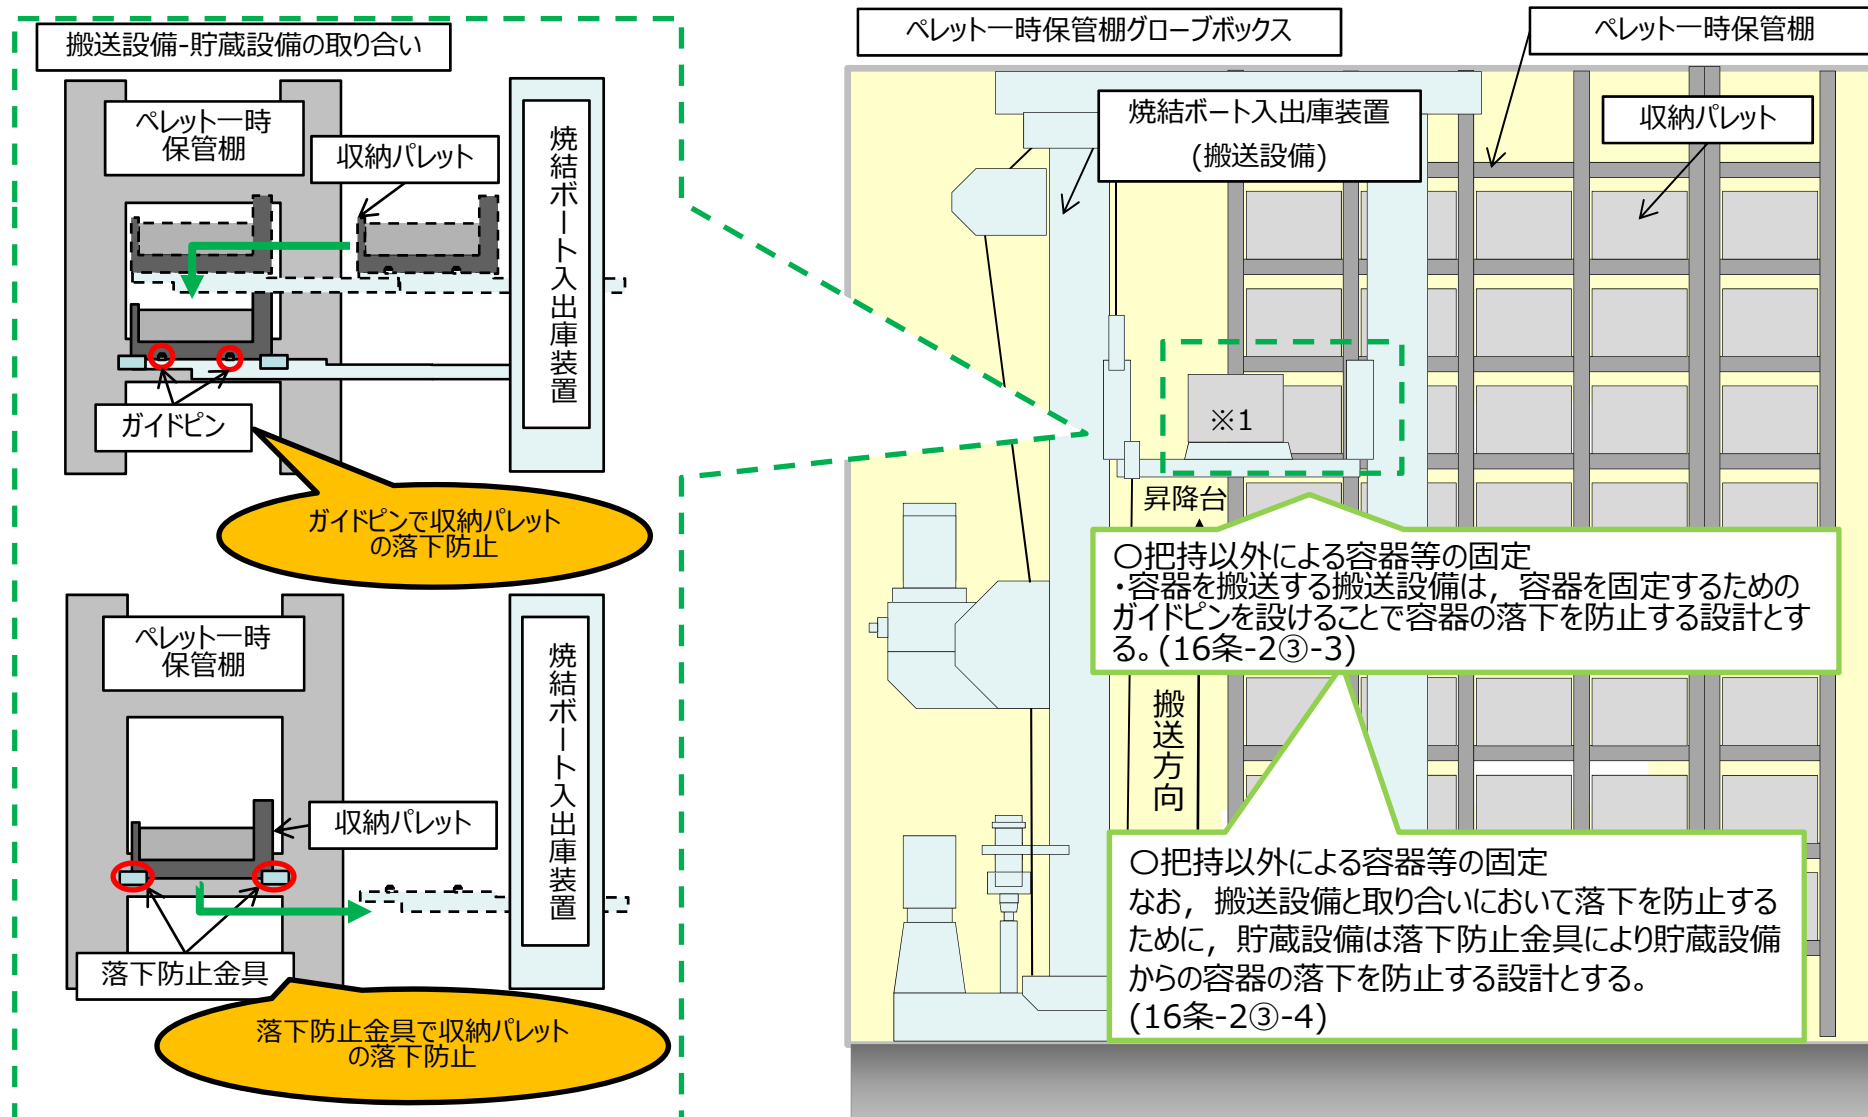 搬送設備-貯蔵設備の取り合い
ペレット一時
保管棚
収納パレット
焼結ボート入出庫装置
ガイドピン
ガイドピンで収納パレット
の落下防止
ペレット一時
保管棚
収納パレット
焼結ボート入出庫装置
落下防止金具
落下防止金具で収納パレット
の落下防止
ペレット一時保管棚グローブボックス
ペレット一時保管棚
焼結ボート入出庫装置
(搬送設備)
収納パレット
※1
昇降台
搬送方向
〇把持以外による容器等の固定
・容器を搬送する搬送設備は，容器を固定するための
ガイドピンを設けることで容器の落下を防止する設計とす
る。(16条-2③-3)
〇把持以外による容器等の固定
なお，搬送設備と取り合いにおいて落下を防止する
ために，貯蔵設備は落下防止金具により貯蔵設備
からの容器の落下を防止する設計とする。
(16条-2③-4)